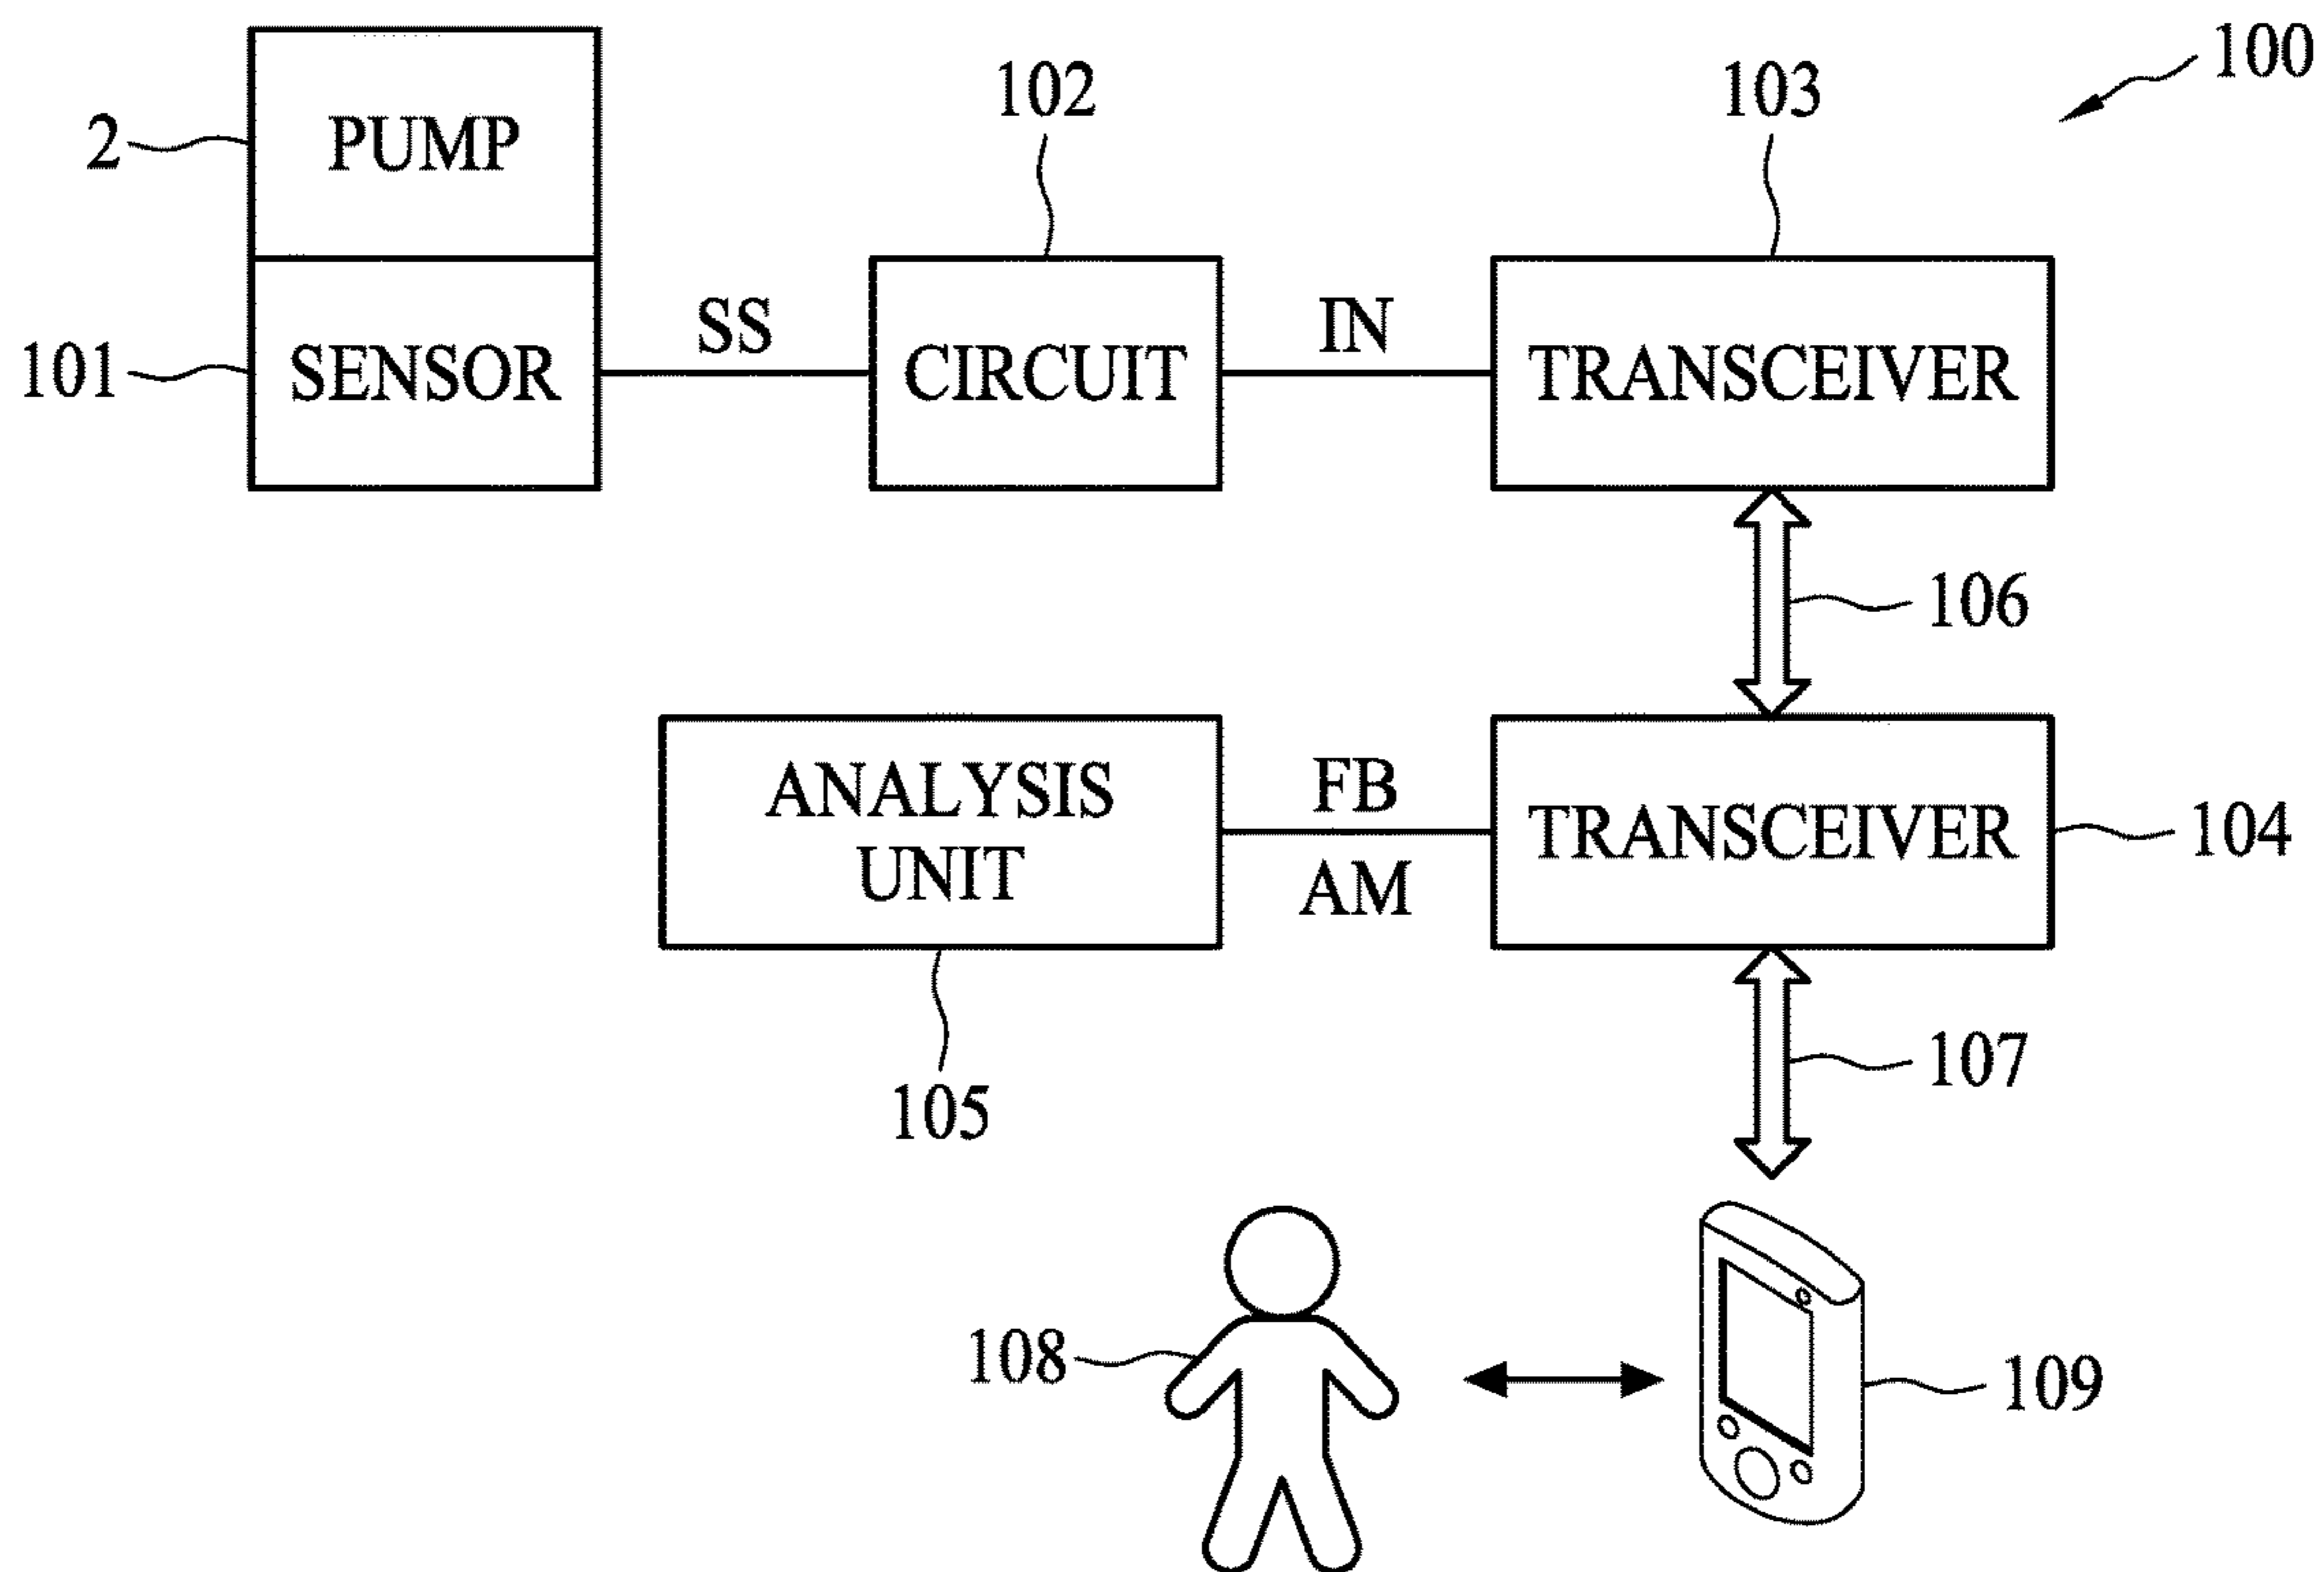 100
102
103
2
PUMP
SS
IN
101
SENSOR
CIRCUIT
TRANSCEIVER
106
ANALYSIS
UNIT
FB
AM
TRANSCEIVER
104
107
105
108
109